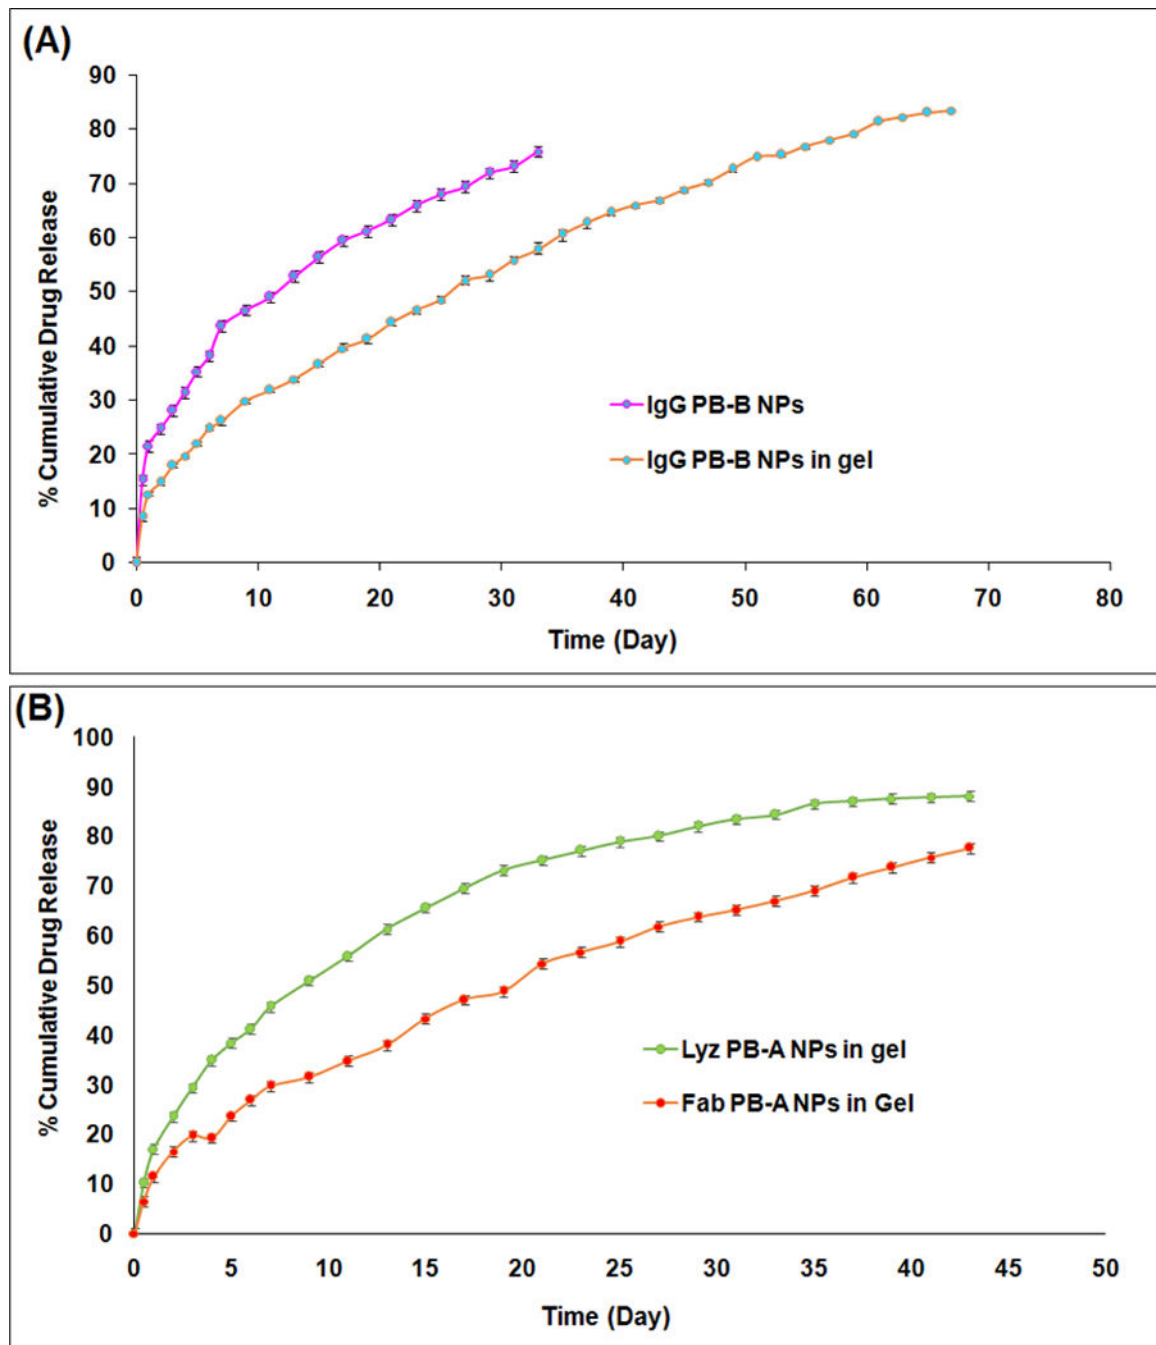 (A)
90
80
70
60
50
40
30
20
10
0
% Cumulative Drug Release
IgG PB-B NPs
IgG PB-B NPs in gel
0 10 20 30 40 50 60 70 80
Time (Day)
(B)
100
90
80
70
60
50
40
30
20
10
0
% Cumulative Drug Release
Lyz PB-A NPs in gel
Fab PB-A NPs in Gel
0 5 10 15 20 25 30 35 40 45 50
Time (Day)